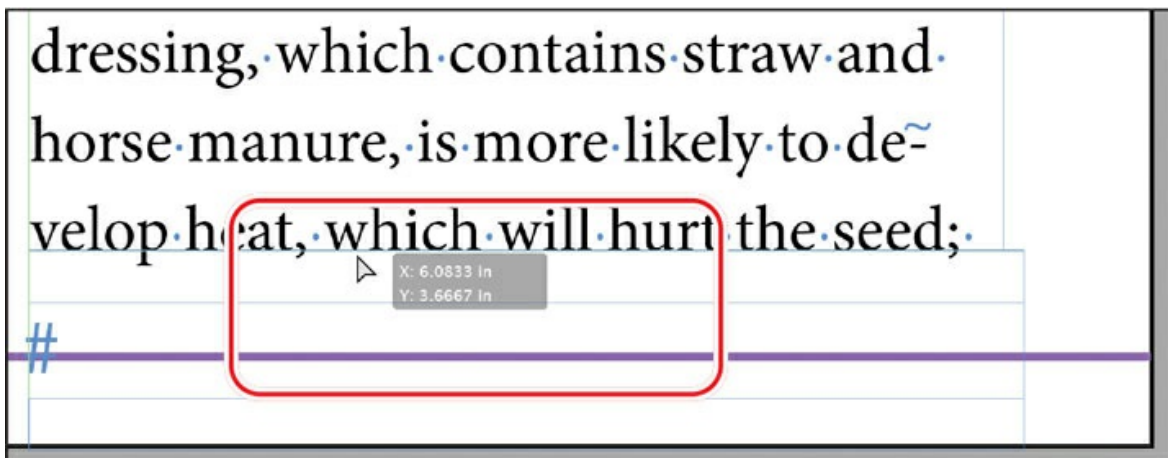 dressing, which contains straw and
horse manure, is more likely to de-
velop heat, which will hurt the seed;
X: 6.0833 in
Y: 3.6667 in
#